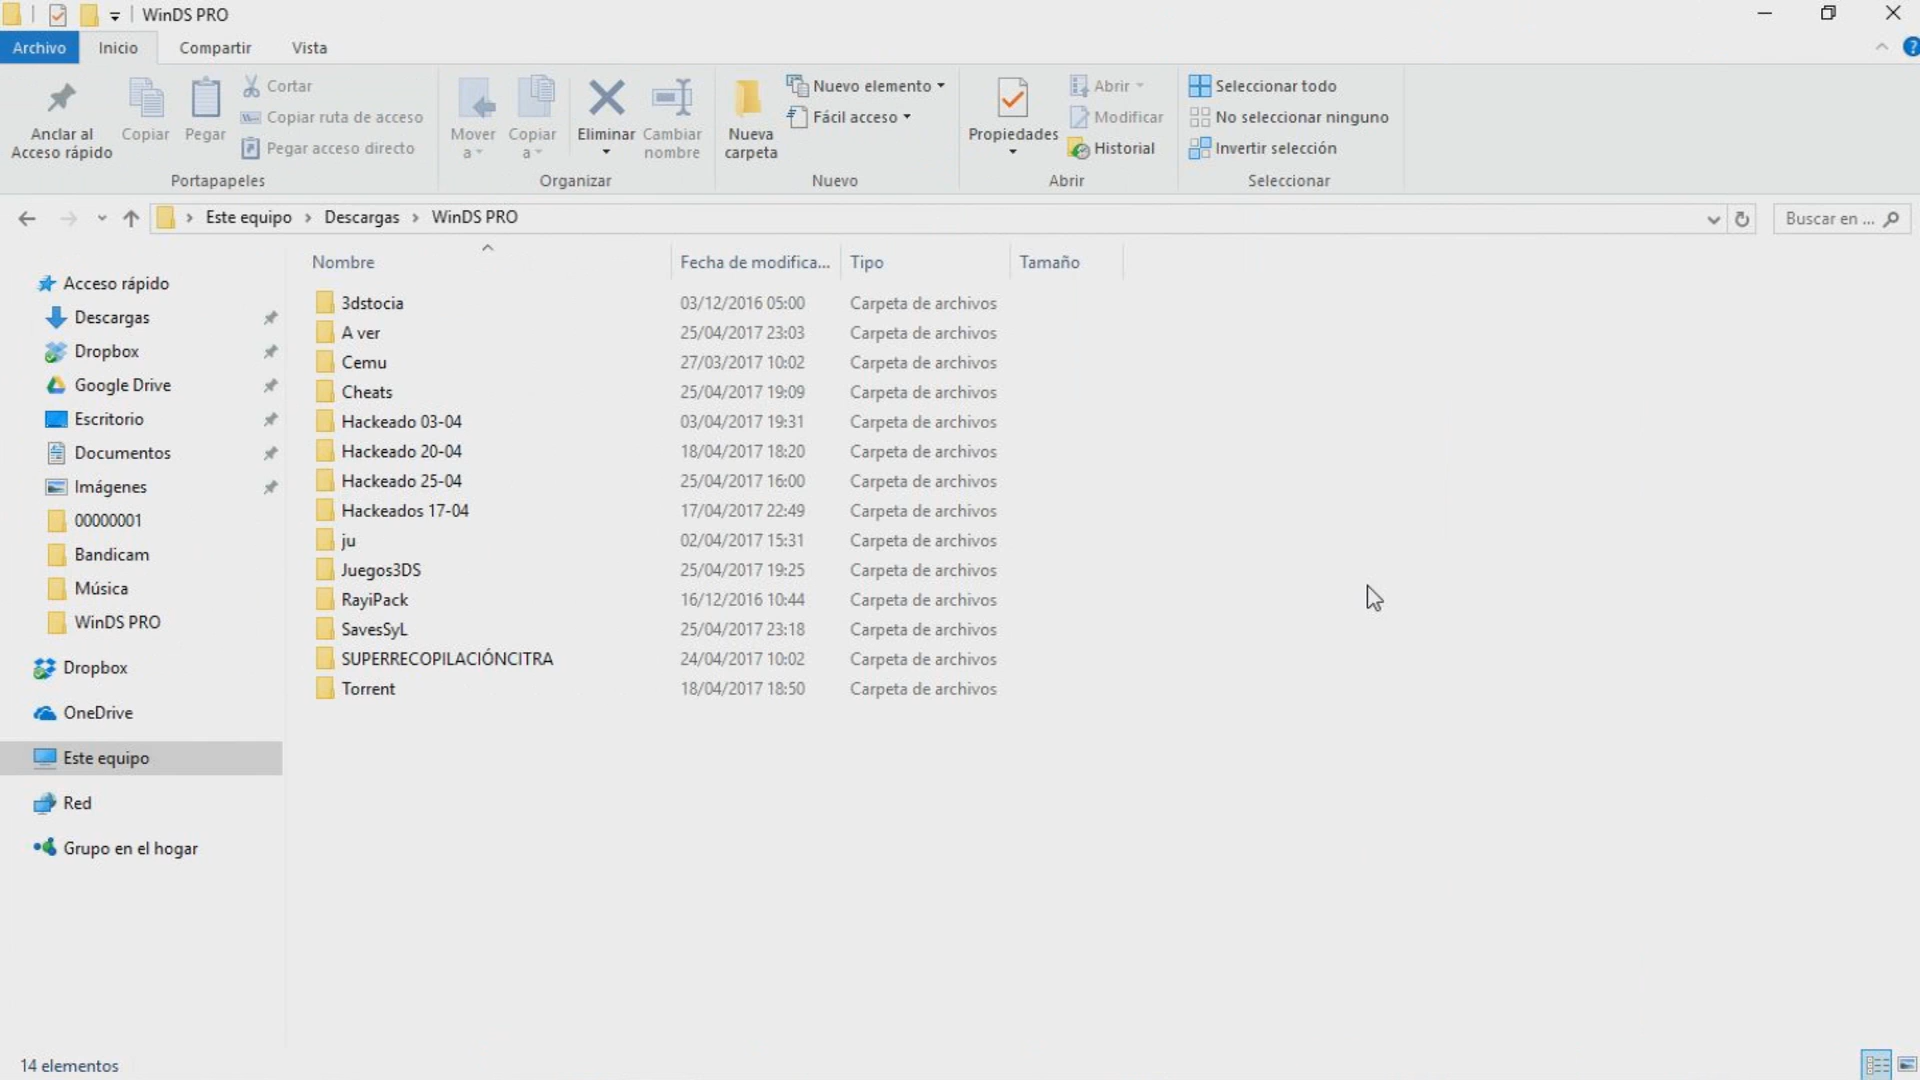 WinDS PRO
Archivo Inicio Compartir Vista
Anclar al Acceso rápido
Copiar
Pegar
Cortar
Copiar ruta de acceso
Pegar acceso directo
Portapapeles
Mover a
Copiar a
Eliminar
Cambiar nombre
Organizar
Nueva carpeta
Nuevo elemento
Fácil acceso
Nuevo
Propiedades
Abrir
Modificar
Historial
Abrir
Seleccionar todo
No seleccionar ninguno
Invertir selección
Seleccionar
Este equipo > Descargas > WinDS PRO
Buscar en ...
Acceso rápido
Descargas
Dropbox
Google Drive
Escritorio
Documentos
Imágenes
00000001
Bandicam
Música
WinDS PRO
Dropbox
OneDrive
Este equipo
Red
Grupo en el hogar
Nombre Fecha de modifica... Tipo Tamaño
3dstocia 03/12/2016 05:00 Carpeta de archivos
A ver 25/04/2017 23:03 Carpeta de archivos
Cemu 27/03/2017 10:02 Carpeta de archivos
Cheats 25/04/2017 19:09 Carpeta de archivos
Hackeado 03-04 03/04/2017 19:31 Carpeta de archivos
Hackeado 20-04 18/04/2017 18:20 Carpeta de archivos
Hackeado 25-04 25/04/2017 16:00 Carpeta de archivos
Hackeados 17-04 17/04/2017 22:49 Carpeta de archivos
ju 02/04/2017 15:31 Carpeta de archivos
Juegos3DS 25/04/2017 19:25 Carpeta de archivos
RayiPack 16/12/2016 10:44 Carpeta de archivos
SavesSyL 25/04/2017 23:18 Carpeta de archivos
SUPERRECOPILACIÓNCITRA 24/04/2017 10:02 Carpeta de archivos
Torrent 18/04/2017 18:50 Carpeta de archivos
14 elementos